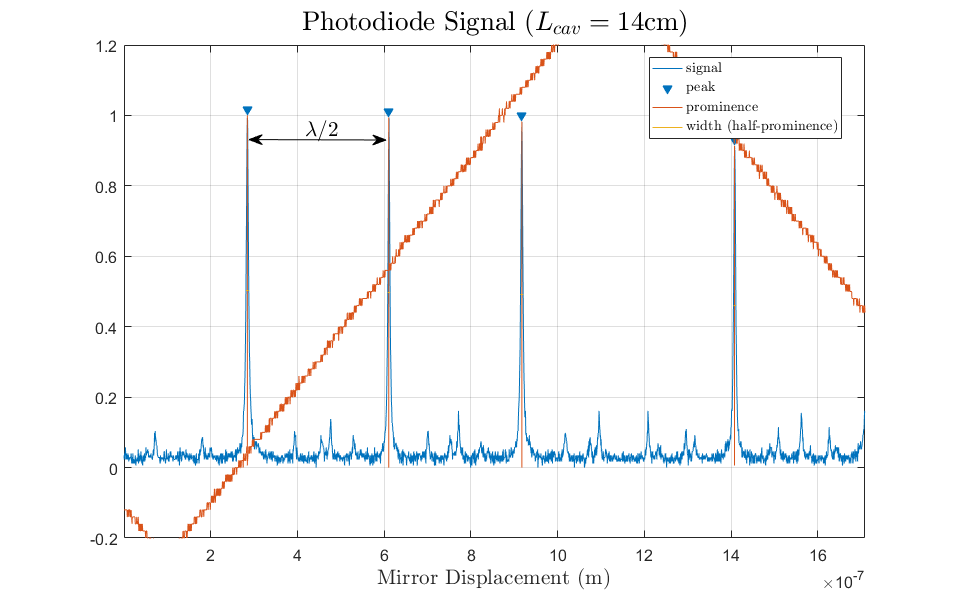 Photodiode Signal (L_cav = 14cm)
1.2
1
0.8
0.6
0.4
0.2
0
-0.2
signal
peak
prominence
width (half-prominence)
λ/2
2 4 6 8 10 12 14 16
Mirror Displacement (m)
×10^-7